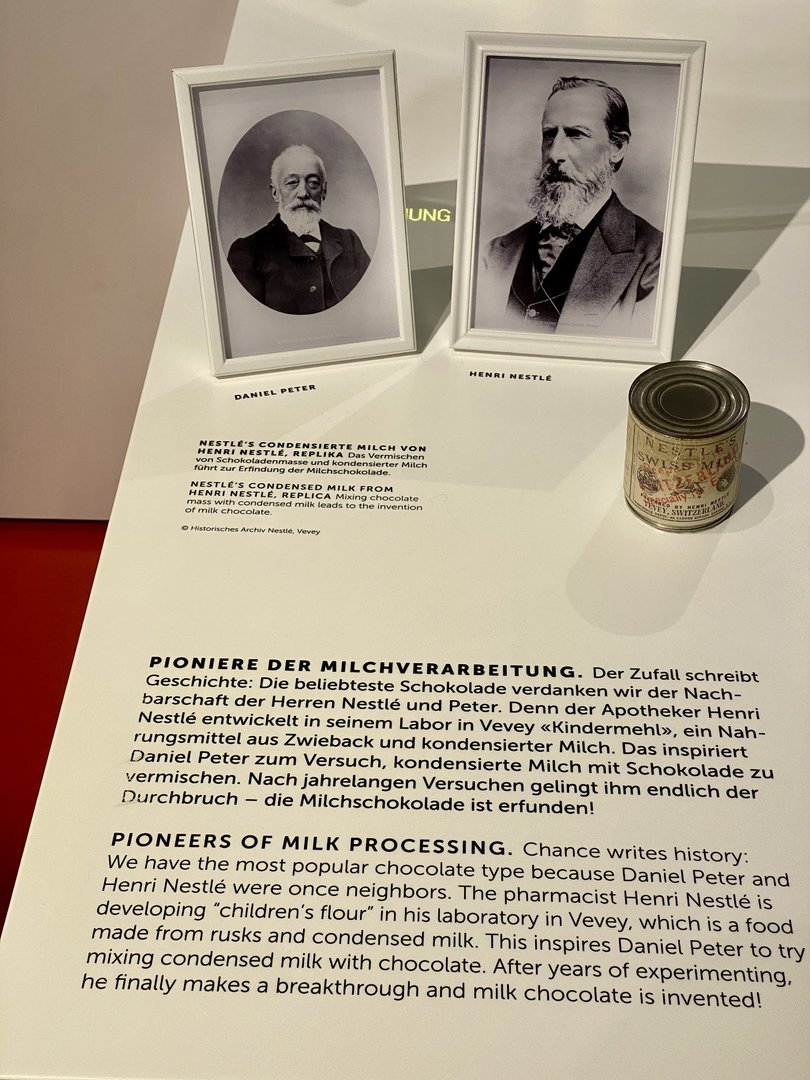 UNG
DANIEL PETER
HENRI NESTLÉ
NESTLÉ'S CONDENSIERTE MILCH VON
HENRI NESTLÉ, REPLIKA Das Vermischen
von Schokoladenmasse und kondensierter Milch
führt zur Erfindung der Milchschokolade.
NESTLÉ'S CONDENSED MILK FROM
HENRI NESTLÉ, REPLICA Mixing chocolate
mass with condensed milk leads to the invention
of milk chocolate.
© Historisches Archiv Nestlé, Vevey
NESTLÉ'S
SWISS MILK
HENRI NESTLÉ
VEVEY, SWITZERLAND
PIONIERE DER MILCHVERARBEITUNG. Der Zufall schreibt
Geschichte: Die beliebteste Schokolade verdanken wir der Nach-
barschaft der Herren Nestlé und Peter. Denn der Apotheker Henri
Nestlé entwickelt in seinem Labor in Vevey «Kindermehl», ein Nah-
rungsmittel aus Zwieback und kondensierter Milch. Das inspiriert
Daniel Peter zum Versuch, kondensierte Milch mit Schokolade zu
vermischen. Nach jahrelangen Versuchen gelingt ihm endlich der
Durchbruch – die Milchschokolade ist erfunden!
PIONEERS OF MILK PROCESSING. Chance writes history:
We have the most popular chocolate type because Daniel Peter and
Henri Nestlé were once neighbors. The pharmacist Henri Nestlé is
developing "children's flour" in his laboratory in Vevey, which is a food
made from rusks and condensed milk. This inspires Daniel Peter to try
mixing condensed milk with chocolate. After years of experimenting,
he finally makes a breakthrough and milk chocolate is invented!